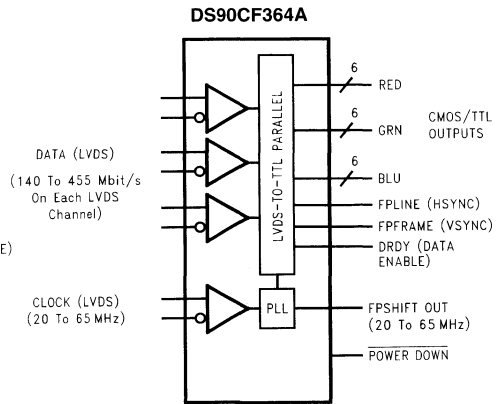 DS90CF364A
6
RED
6
GRN
CMOS/TTL
OUTPUTS
6
BLU
DATA (LVDS)
(140 To 455 Mbit/s
On Each LVDS
Channel)
LVDS-TO-TTL PARALLEL
FPLINE (HSYNC)
FPFRAME (VSYNC)
DRDY (DATA
ENABLE)
E)
CLOCK (LVDS)
(20 To 65 MHz)
PLL
FPSHIFT OUT
(20 To 65 MHz)
POWER DOWN